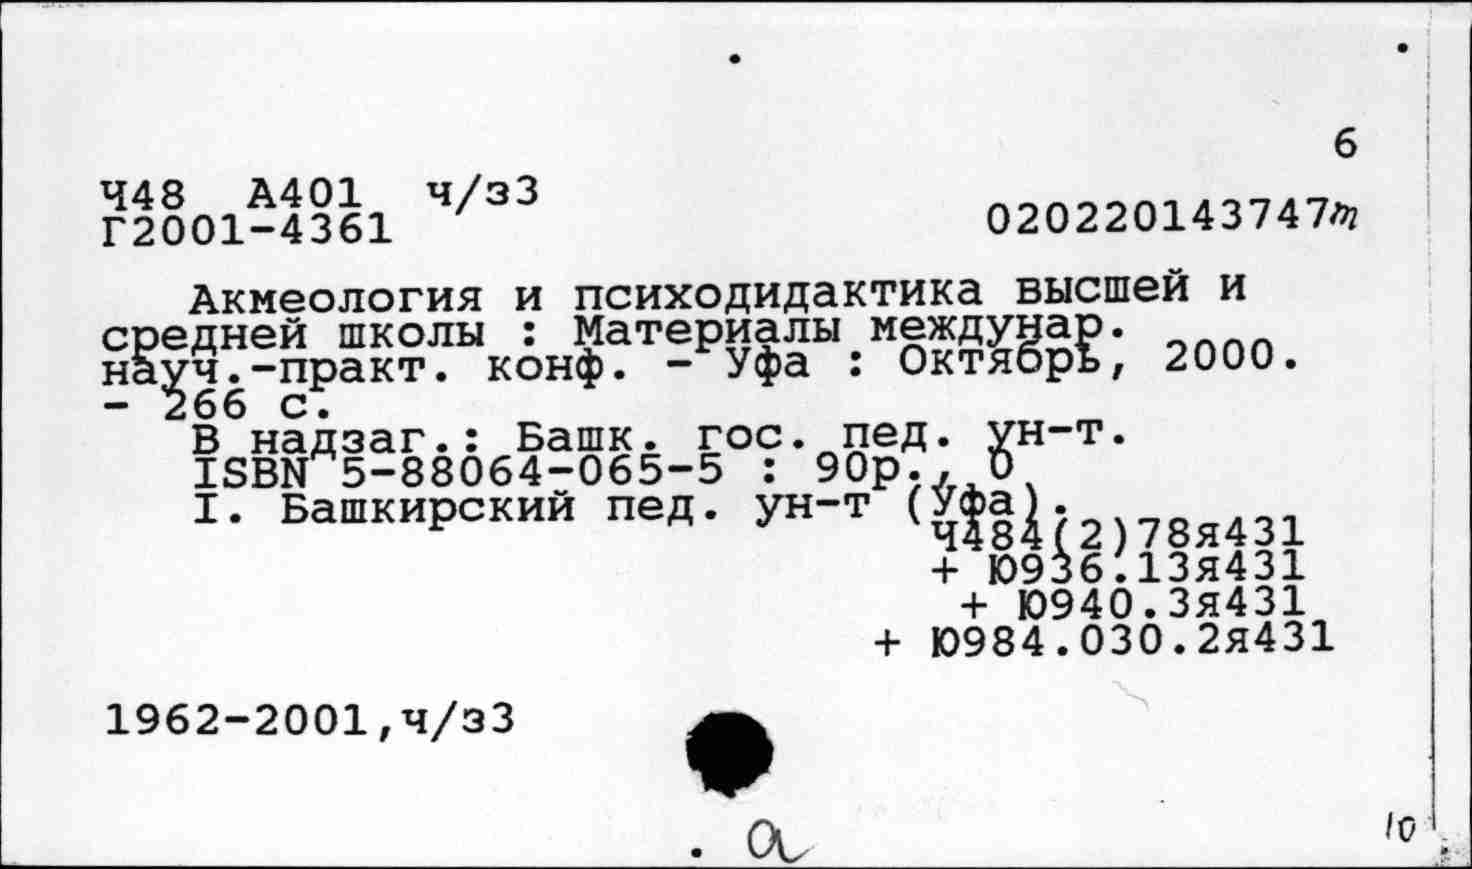 6
Ч48 А401 ч/з3
Г2001-4361 020220143747т
Акмеология и психодидактика высшей и
средней школы : Материалы междунар.
науч.-практ. конф. - Уфа : Октябрь, 2000.
- 266 с.
В надзаг.: Башк. гос. пед. ун-т.
ISBN 5-88064-065-5 : 90р., 0
I. Башкирский пед. ун-т (Уфа).
Ч484(2)78я431
+ Ю936.13я431
+ Ю940.3я431
+ Ю984.030.2я431
1962-2001,ч/з3
а
10